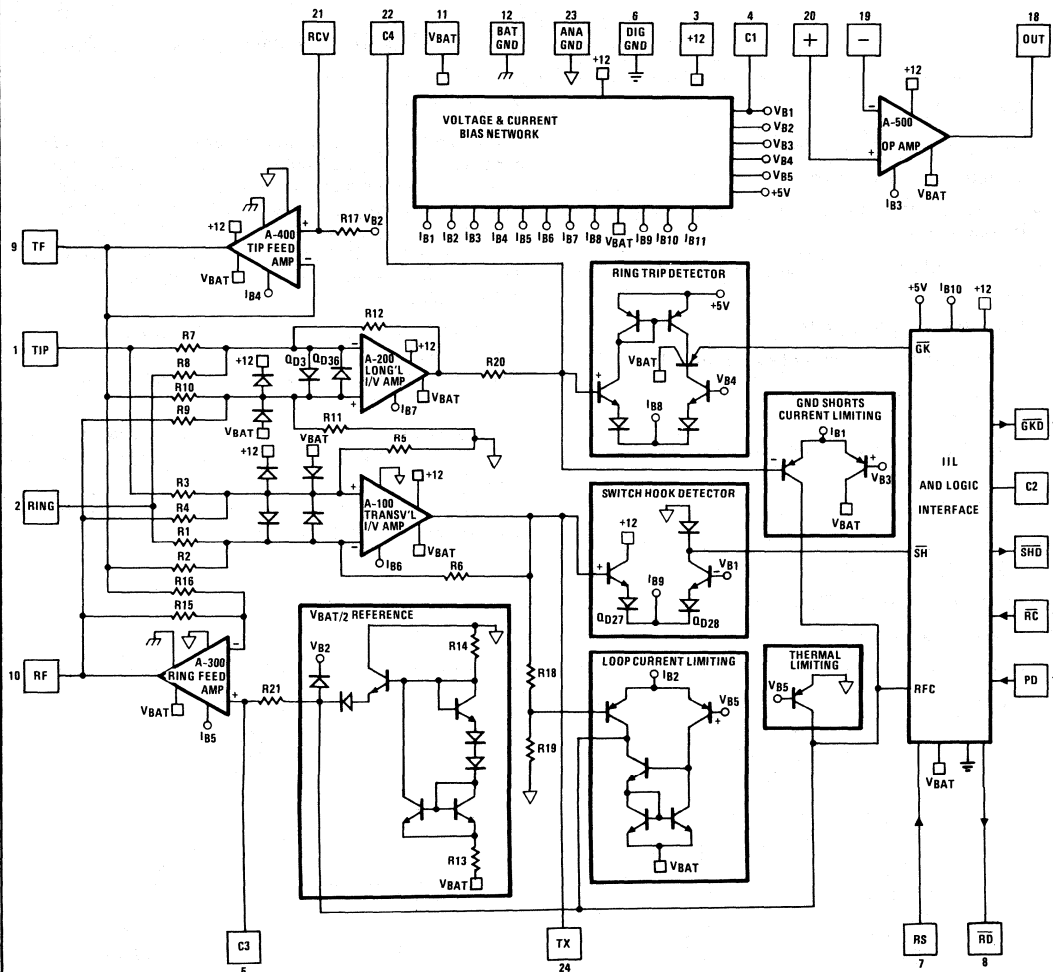 21 22 11 12 23 6 3 4 20 19 18
RCV C4 VBAT BAT GND ANA GND DIG GND +12 C1 + − OUT
+12
VOLTAGE & CURRENT
BIAS NETWORK
VB1
VB2
VB3
VB4
VB5
+5V
IB1 IB2 IB3 IB4 IB5 IB6 IB7 IB8 VBAT IB9 IB10 IB11
+12
−
A-500
OP AMP
+
VBAT
IB3
R17 VB2
+12
+
A-400
TIP FEED
AMP
−
VBAT
IB4
9 TF
1 TIP
R7
R8
R10
R9
+12
VBAT
QD3
QD36
R12
−
A-200
LONG'L
I/V AMP
+
+12
VBAT
IB7
R20
R11
R5
+12
VBAT
2 RING
R3
R4
R1
R2
R16
R15
+
A-100
TRANSV'L
I/V AMP
−
+12
VBAT
IB6
R6
RING TRIP DETECTOR
+5V
VBAT
+
VB4
IB8
GND SHORTS
CURRENT LIMITING
IB1
−
+
VB3
VBAT
SWITCH HOOK DETECTOR
+12
+
IB9
−
VB1
QD27
QD28
+5V IB10 +12
GK
IIL
AND LOGIC
INTERFACE
SH
RFC
VBAT
GKD
C2
SHD
RC
PD
10 RF
−
A-300
RING FEED
AMP
+
VBAT
IB5
R21
VBAT/2 REFERENCE
VB2
R14
R13
VBAT
R18
R19
LOOP CURRENT LIMITING
IB2
VB5
+
VBAT
THERMAL
LIMITING
VB5
C3
5
TX
24
RS
7
RD
8